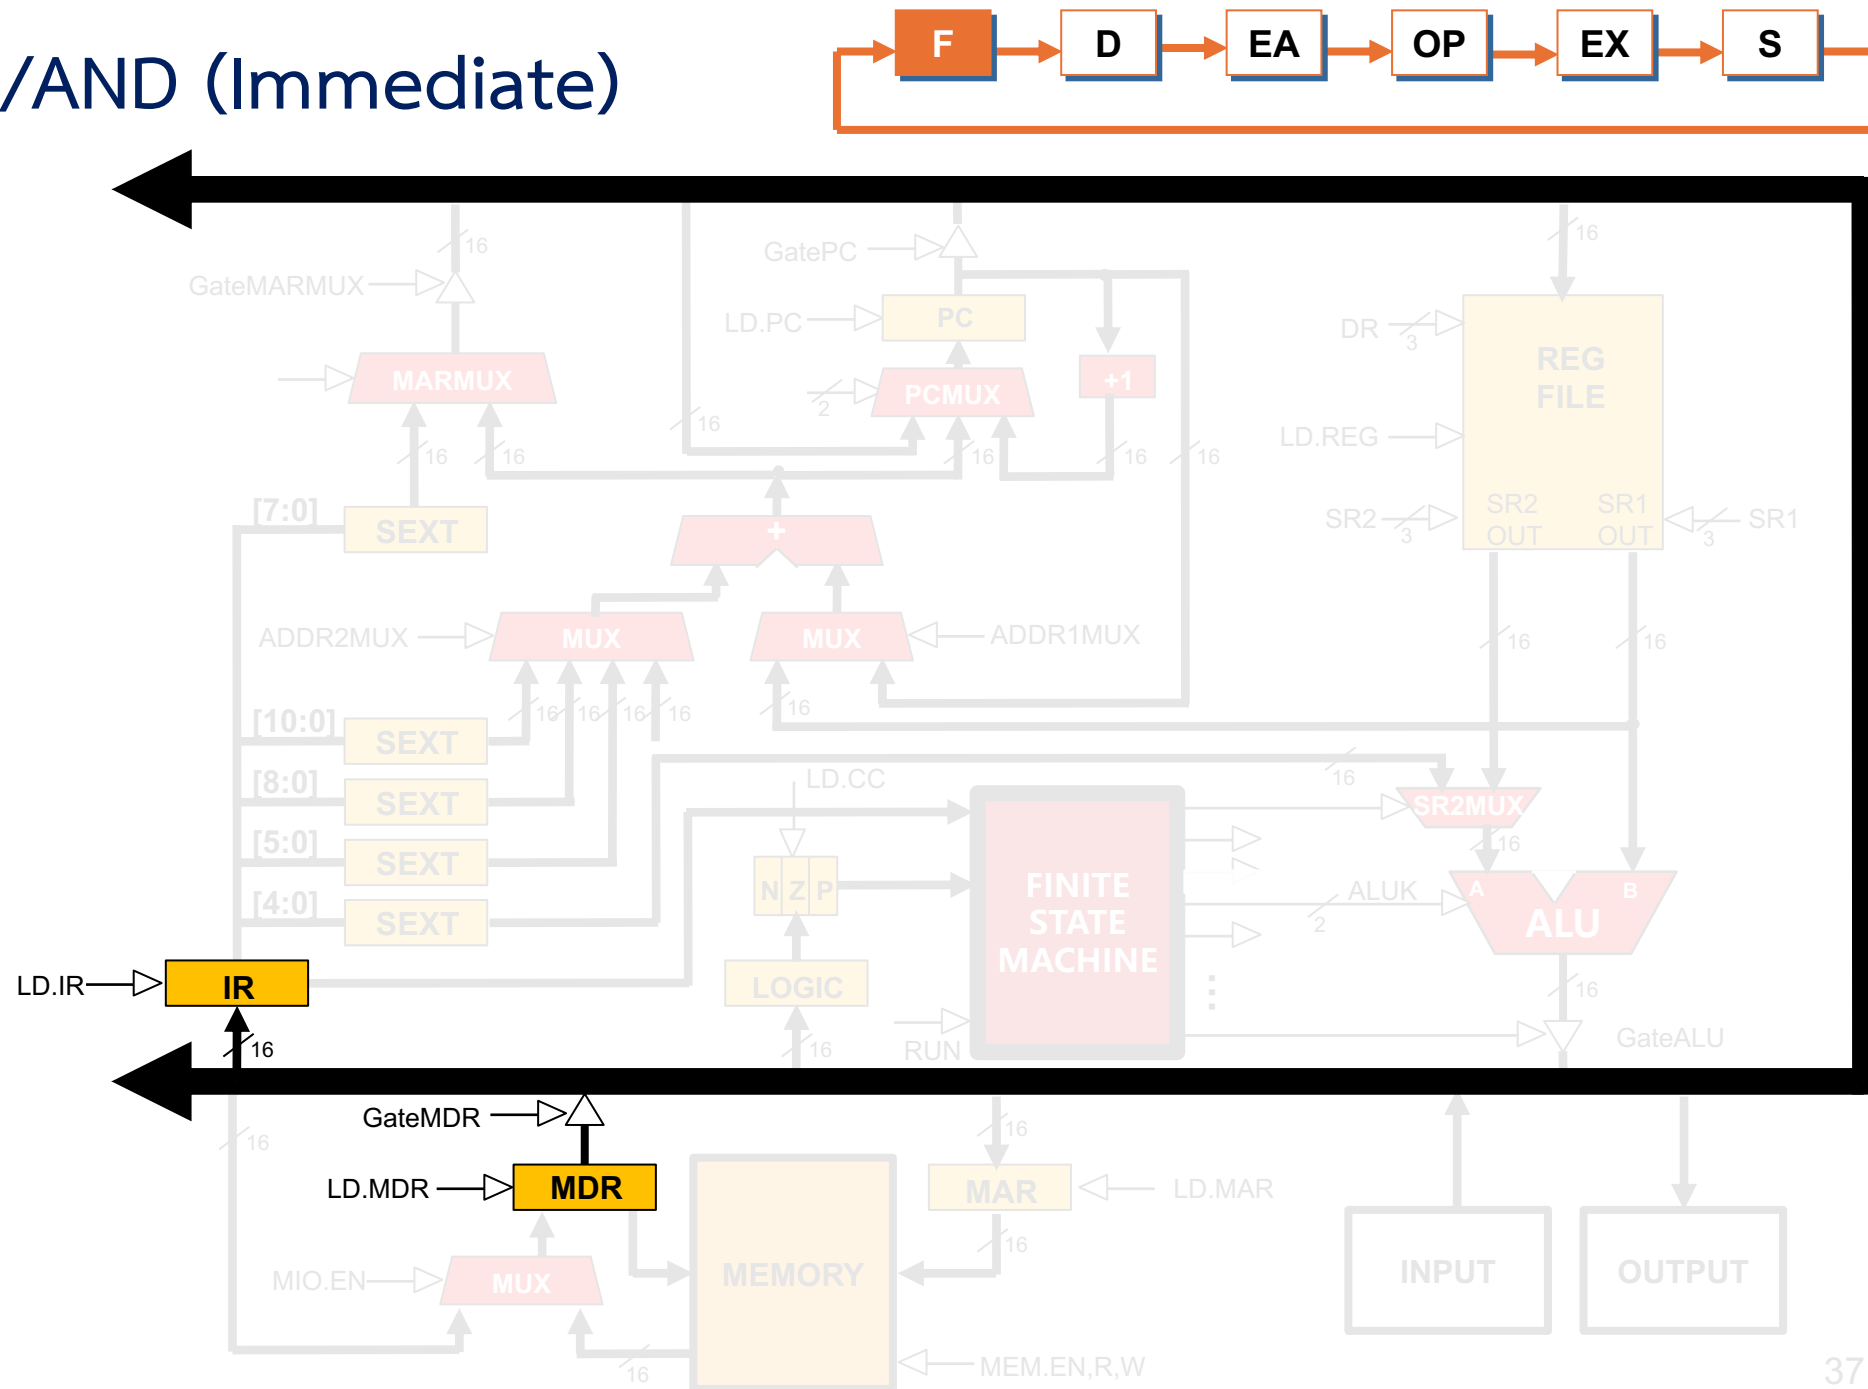 F D EA OP EX S
/AND (Immediate)
16
GatePC
16
GateMARMUX
LD.PC
PC
DR
3
REG
FILE
MARMUX
2
PCMUX
+1
16
LD.REG
16
16
16
16
16
[7:0]
SEXT
+
SR2
3
SR2
OUT
SR1
OUT
3
SR1
ADDR2MUX
MUX
MUX
ADDR1MUX
16
16
16
16
16
16
16
[10:0]
SEXT
LD.CC
16
[8:0]
SEXT
SR2MUX
16
[5:0]
SEXT
N Z P
FINITE
STATE
MACHINE
ALUK
2
A
B
ALU
[4:0]
SEXT
LD.IR
IR
LOGIC
16
16
16
RUN
GateALU
GateMDR
16
16
LD.MDR
MDR
MAR
LD.MAR
16
MIO.EN
MUX
MEMORY
INPUT
OUTPUT
16
MEM.EN,R,W
37